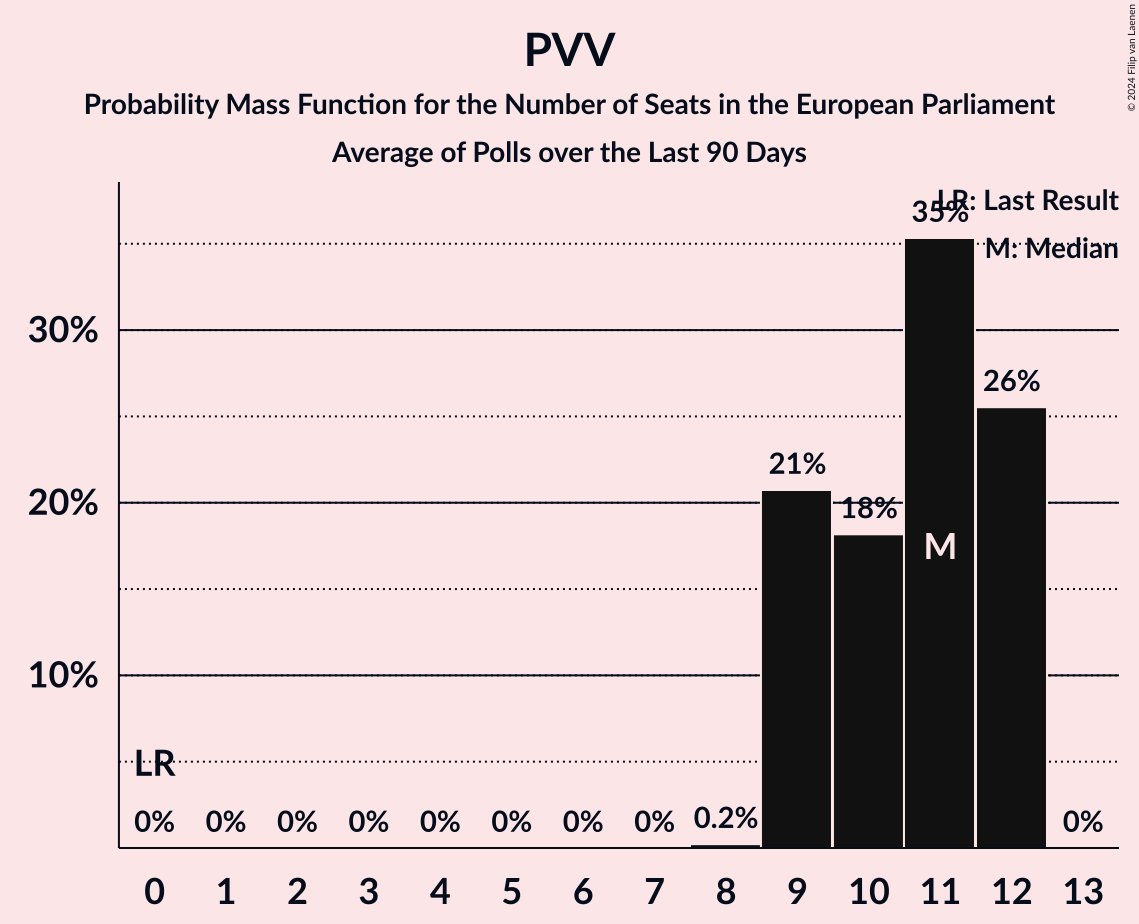 PVV
Probability Mass Function for the Number of Seats in the European Parliament
Average of Polls over the Last 90 Days
© 2024 Filip van Laenen
LR: Last Result
M: Median
35%
30%
26%
21%
20%
18%
M
10%
LR
0% 0% 0% 0% 0% 0% 0% 0% 0.2% 0%
0 1 2 3 4 5 6 7 8 9 10 11 12 13